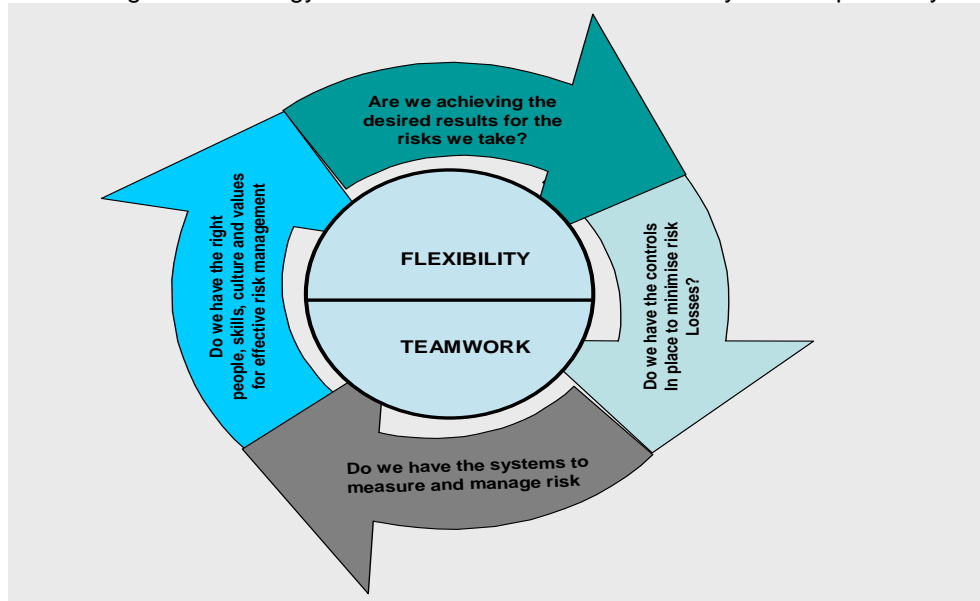 Are we achieving the
desired results for the
risks we take?
Do we have the controls
In place to minimise risk
Losses?
Do we have the systems to
measure and manage risk
Do we have the right
people, skills, culture and values
for effective risk management
FLEXIBILITY
TEAMWORK